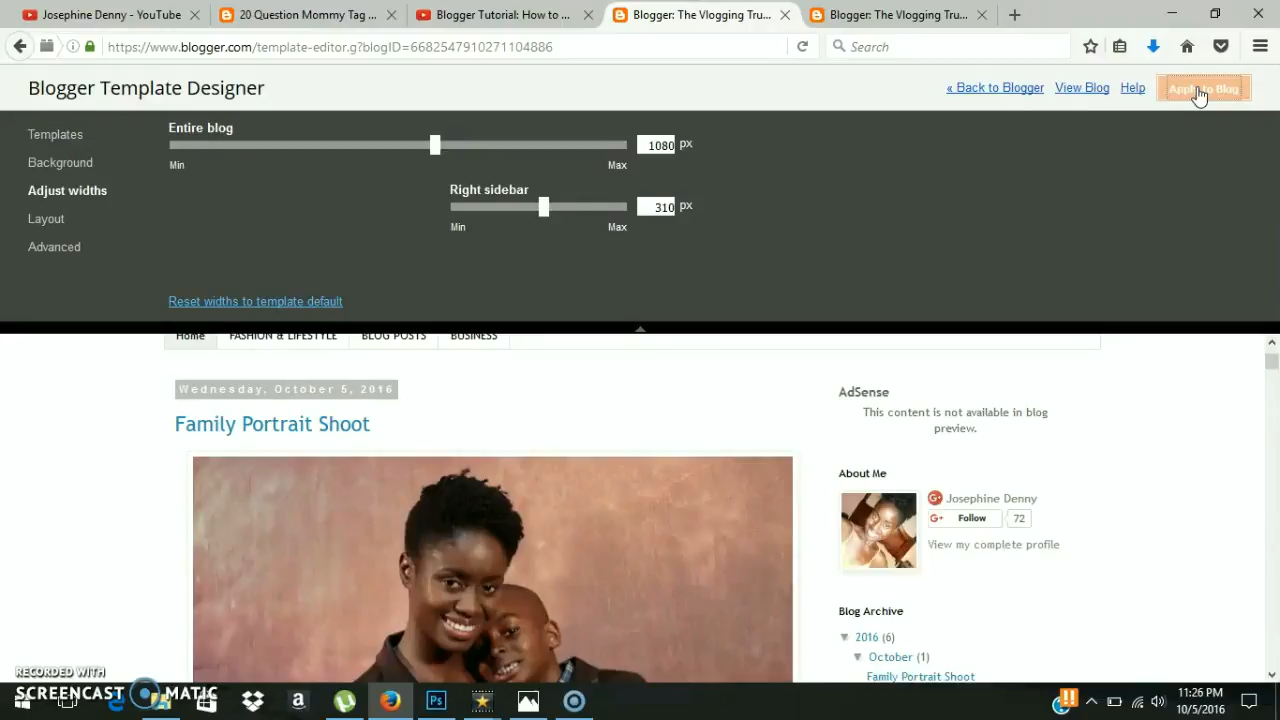 Josephine Denny - YouTube
20 Question Mommy Tag ...
Blogger Tutorial: How to ...
Blogger: The Vlogging Tru...
Blogger: The Vlogging Tru...
https://www.blogger.com/template-editor.g?blogID=6682547910271104886
Search
Blogger Template Designer
« Back to Blogger
View Blog
Help
Apply to Blog
Templates
Background
Adjust widths
Layout
Advanced
Entire blog
1080 px
Min
Max
Right sidebar
310 px
Min
Max
Reset widths to template default
Home
FASHION & LIFESTYLE
BLOG POSTS
BUSINESS
Wednesday, October 5, 2016
Family Portrait Shoot
AdSense
This content is not available in blog
preview.
About Me
Josephine Denny
G+ Follow 72
View my complete profile
Blog Archive
▼ 2016 (6)
▼ October (1)
Family Portrait Shoot
RECORDED WITH
SCREENCAST MATIC
Ps
11:26 PM
10/5/2016